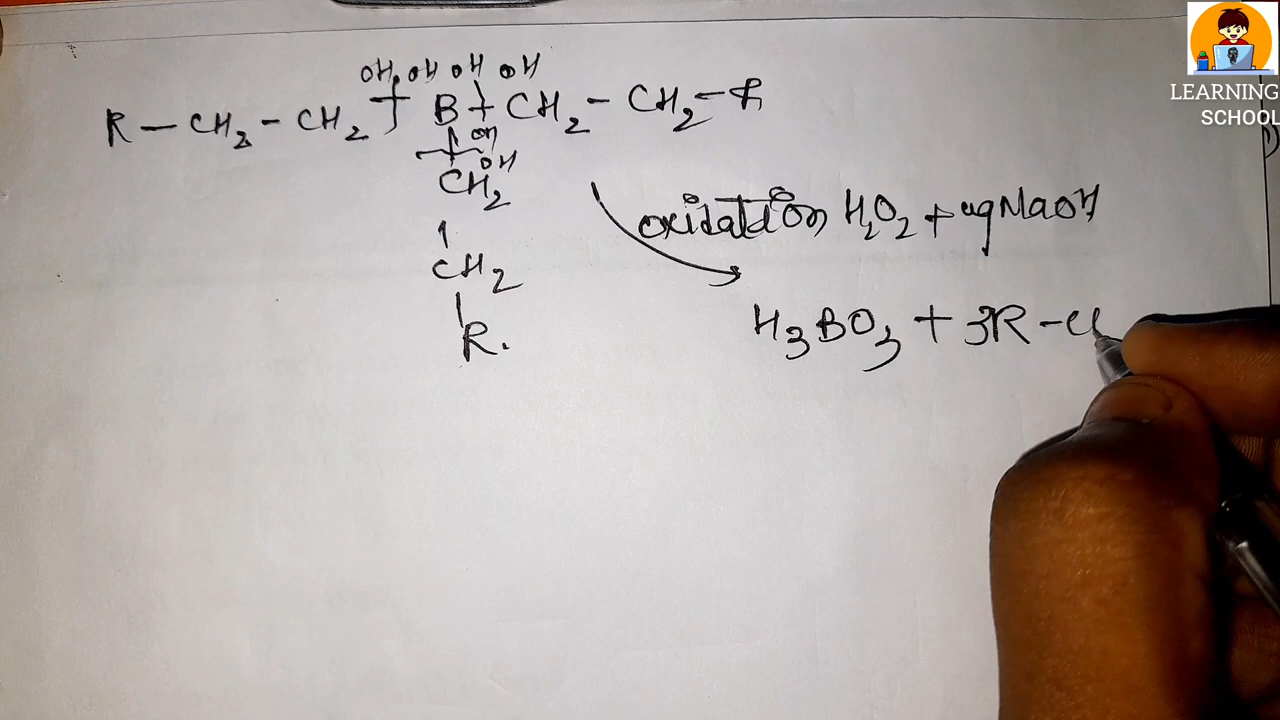 LEARNING
SCHOOL
OH OH OH OH
R — CH2 - CH2 B CH2 - CH2 - R
OH
OH
CH2
CH2
R.
oxidation H2O2 + aq NaOH
H3BO3 + 3R - C